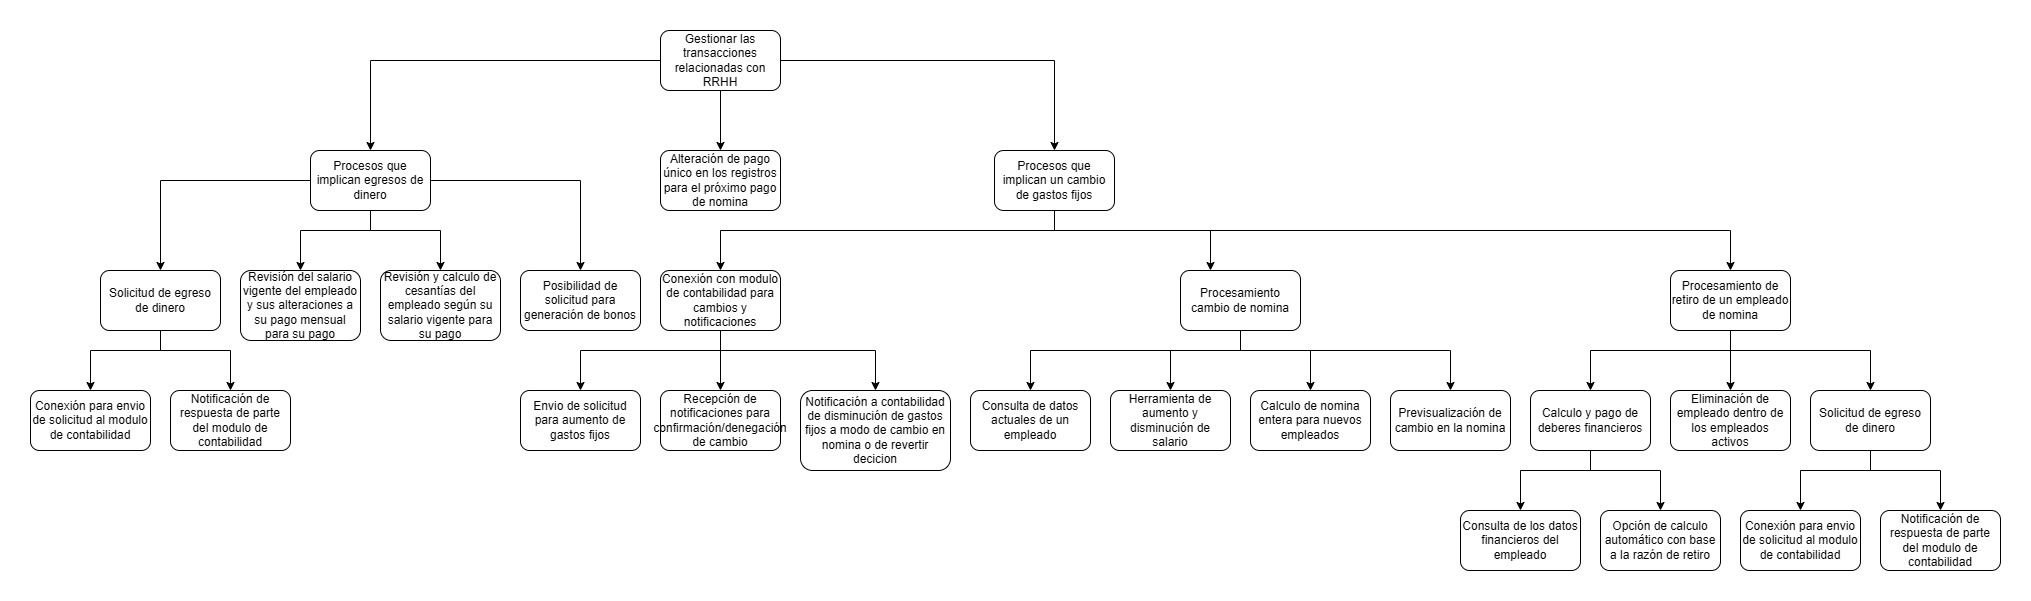 Gestionar las
transacciones
relacionadas con
RRHH
Procesos que
implican egresos de
dinero
Alteración de pago
único en los registros
para el próximo pago
de nomina
Procesos que
implican un cambio
de gastos fijos
Solicitud de egreso
de dinero
Revisión del salario
vigente del empleado
y sus alteraciones a
su pago mensual
para su pago
Revisión y calculo de
cesantías del
empleado según su
salario vigente para
su pago
Posibilidad de
solicitud para
generación de bonos
Conexión con modulo
de contabilidad para
cambios y
notificaciones
Procesamiento
cambio de nomina
Procesamiento de
retiro de un empleado
de nomina
Conexión para envio
de solicitud al modulo
de contabilidad
Notificación de
respuesta de parte
del modulo de
contabilidad
Envio de solicitud
para aumento de
gastos fijos
Recepción de
notificaciones para
confirmación/denegación
de cambio
Notificación a contabilidad
de disminución de gastos
fijos a modo de cambio en
nomina o de revertir
decicion
Consulta de datos
actuales de un
empleado
Herramienta de
aumento y
disminución de
salario
Calculo de nomina
entera para nuevos
empleados
Previsualización de
cambio en la nomina
Calculo y pago de
deberes financieros
Eliminación de
empleado dentro de
los empleados
activos
Solicitud de egreso
de dinero
Consulta de los datos
financieros del
empleado
Opción de calculo
automático con base
a la razón de retiro
Conexión para envio
de solicitud al modulo
de contabilidad
Notificación de
respuesta de parte
del modulo de
contabilidad